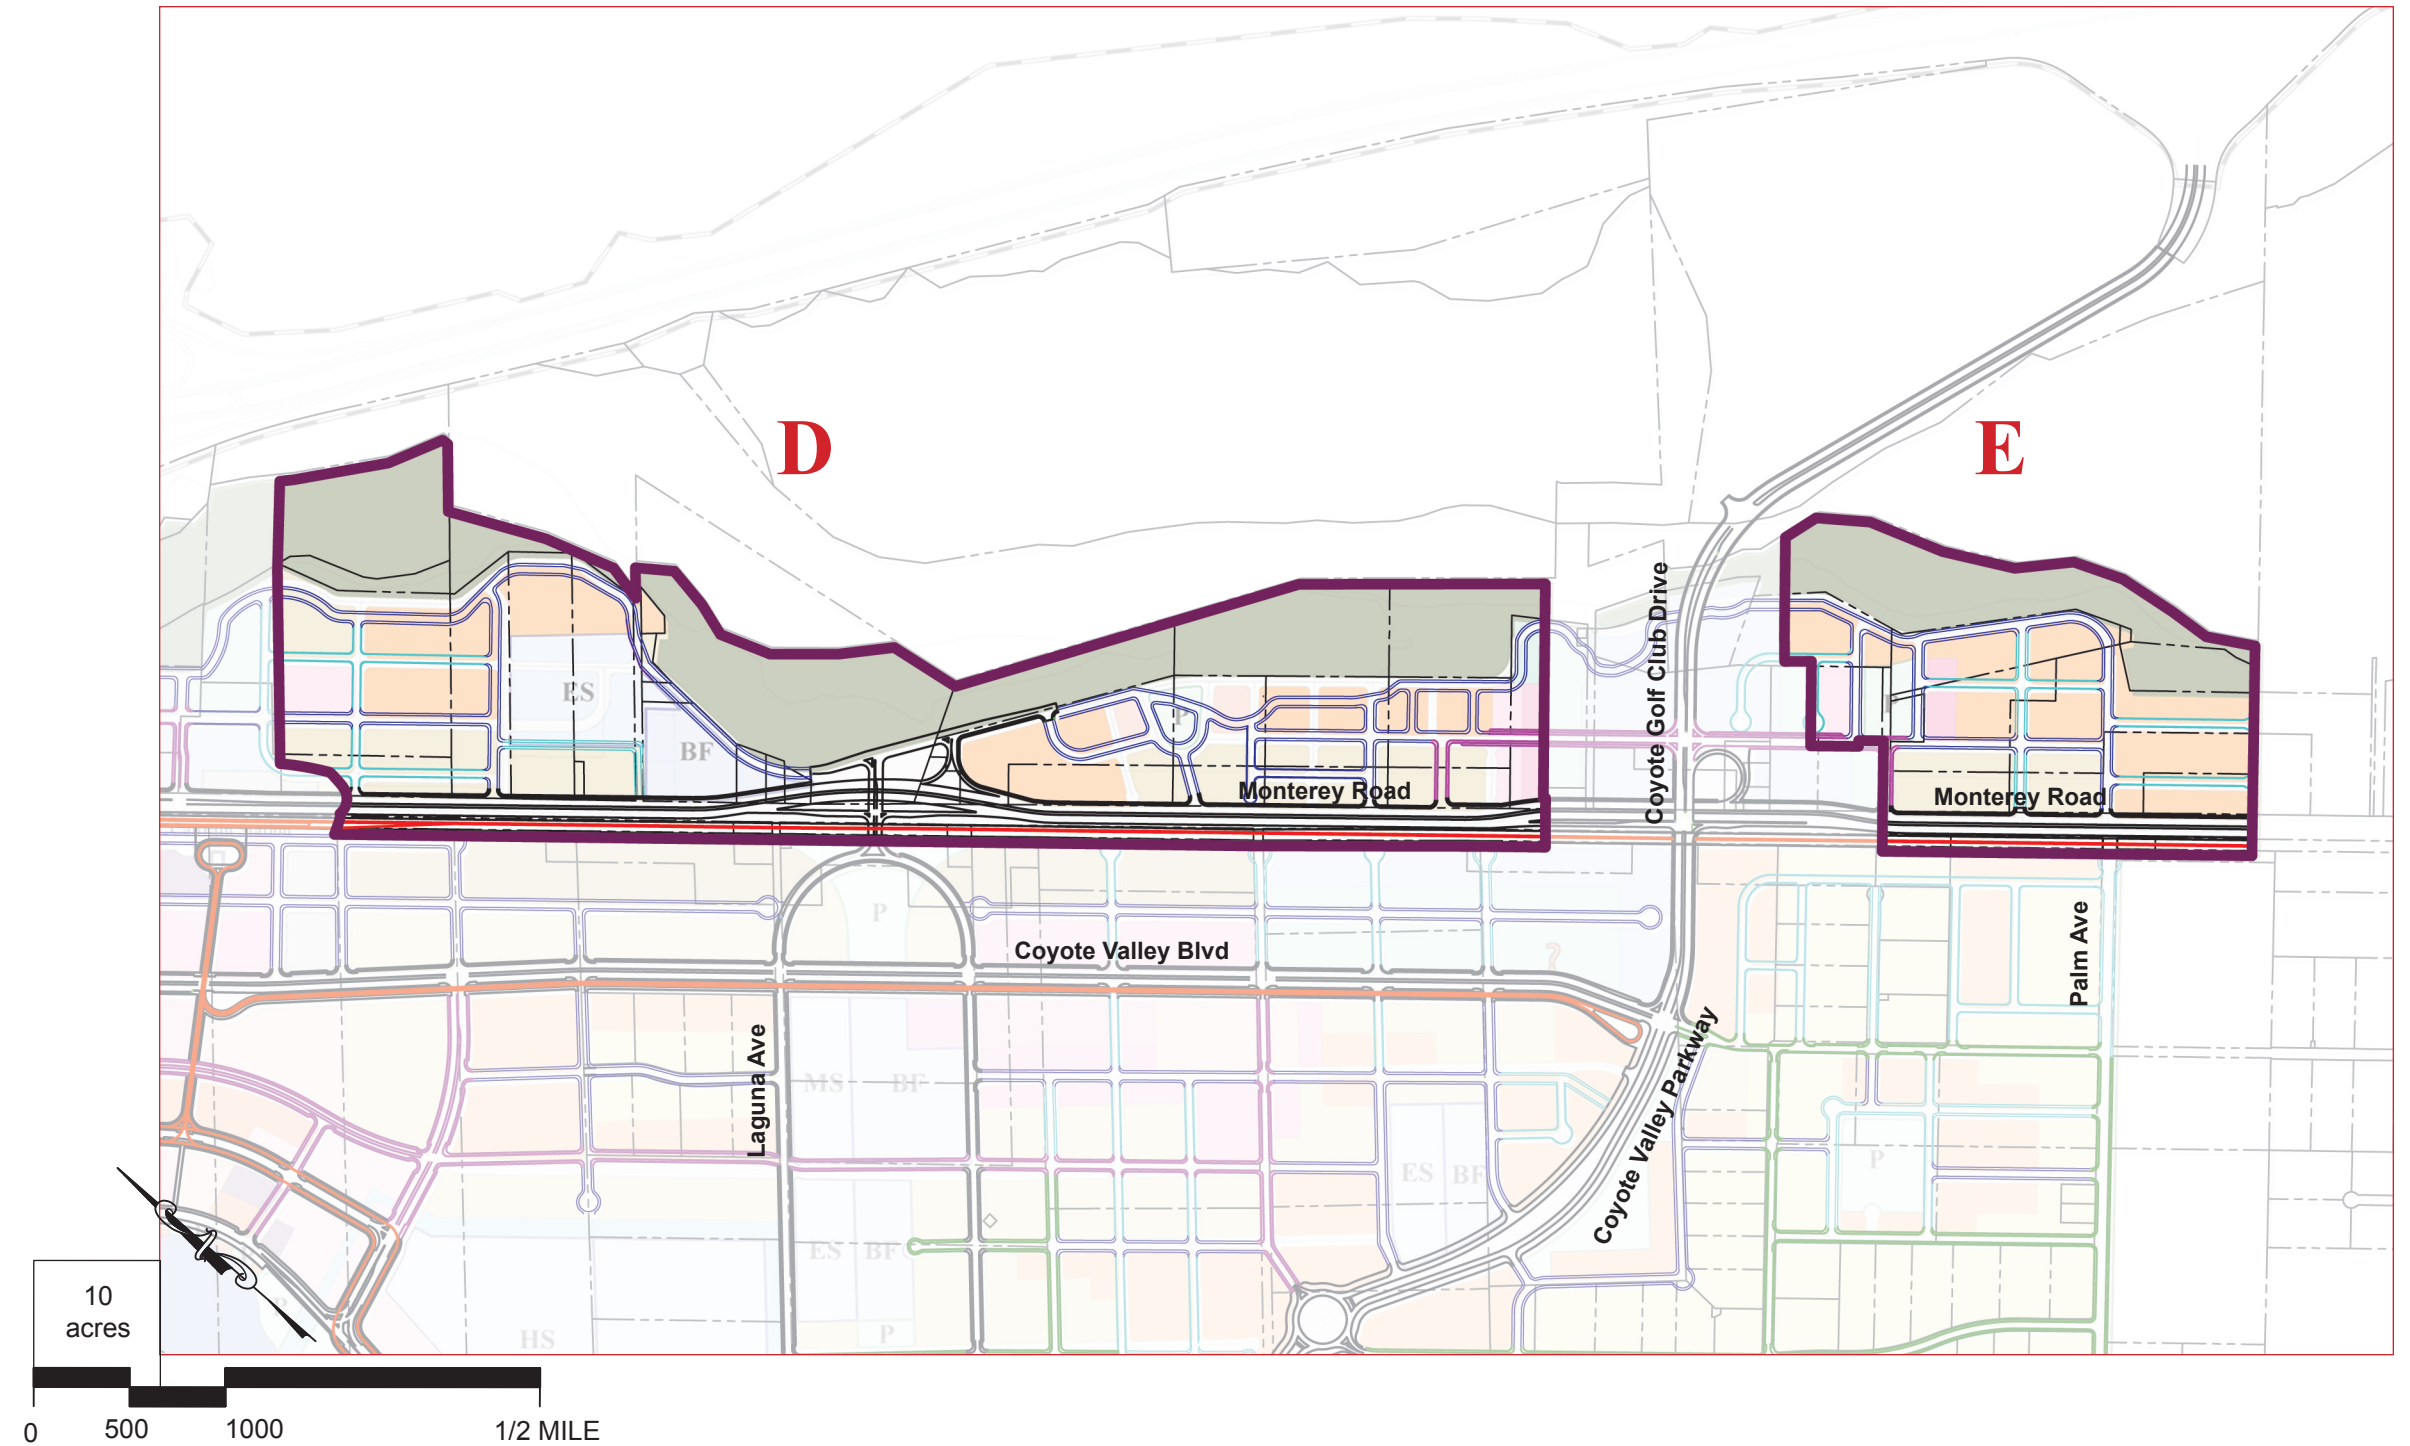 D
E
ES
BF
P
P
Monterey Road
Monterey Road
Coyote Golf Club Drive
P
Coyote Valley Blvd
Palm Ave
Laguna Ave
MS
BF
Coyote Valley Parkway
ES
BF
P
ES
BF
P
HS
10
acres
0
500
1000
1/2 MILE